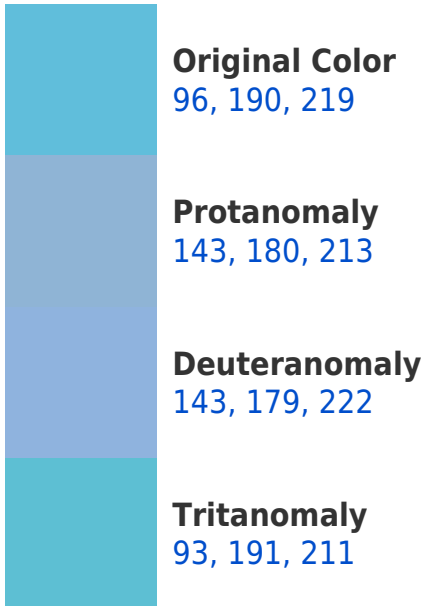 Original Color
96, 190, 219
Protanomaly
143, 180, 213
Deuteranomaly
143, 179, 222
Tritanomaly
93, 191, 211